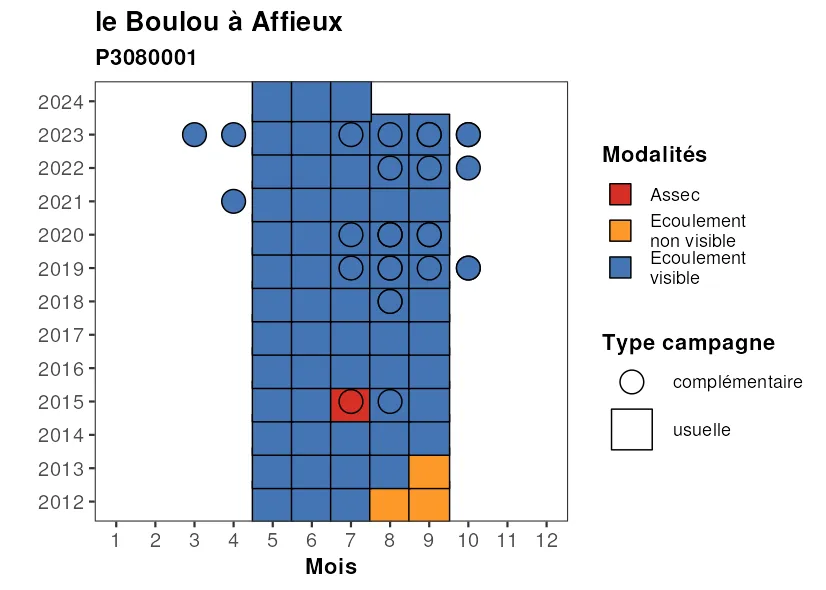 le Boulou à Affieux
P3080001
2024
2023
2022
2021
2020
2019
2018
2017
2016
2015
2014
2013
2012
1 2 3 4 5 6 7 8 9 10 11 12
Mois
Modalités
Assec
Ecoulement
non visible
Ecoulement
visible
Type campagne
complémentaire
usuelle